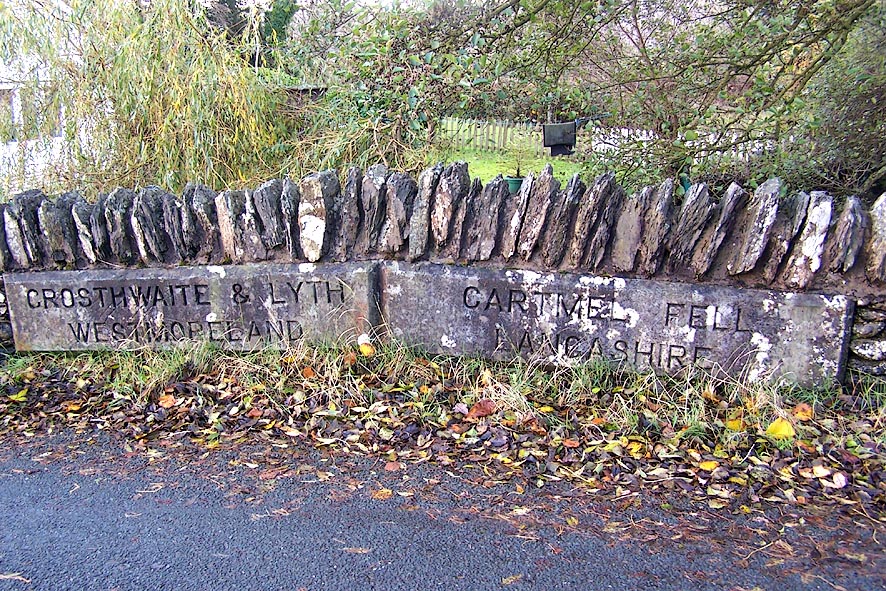 CROSTHWAITE & LYTH
WESTMORELAND
CARTMEL FELL
LANCASHIRE